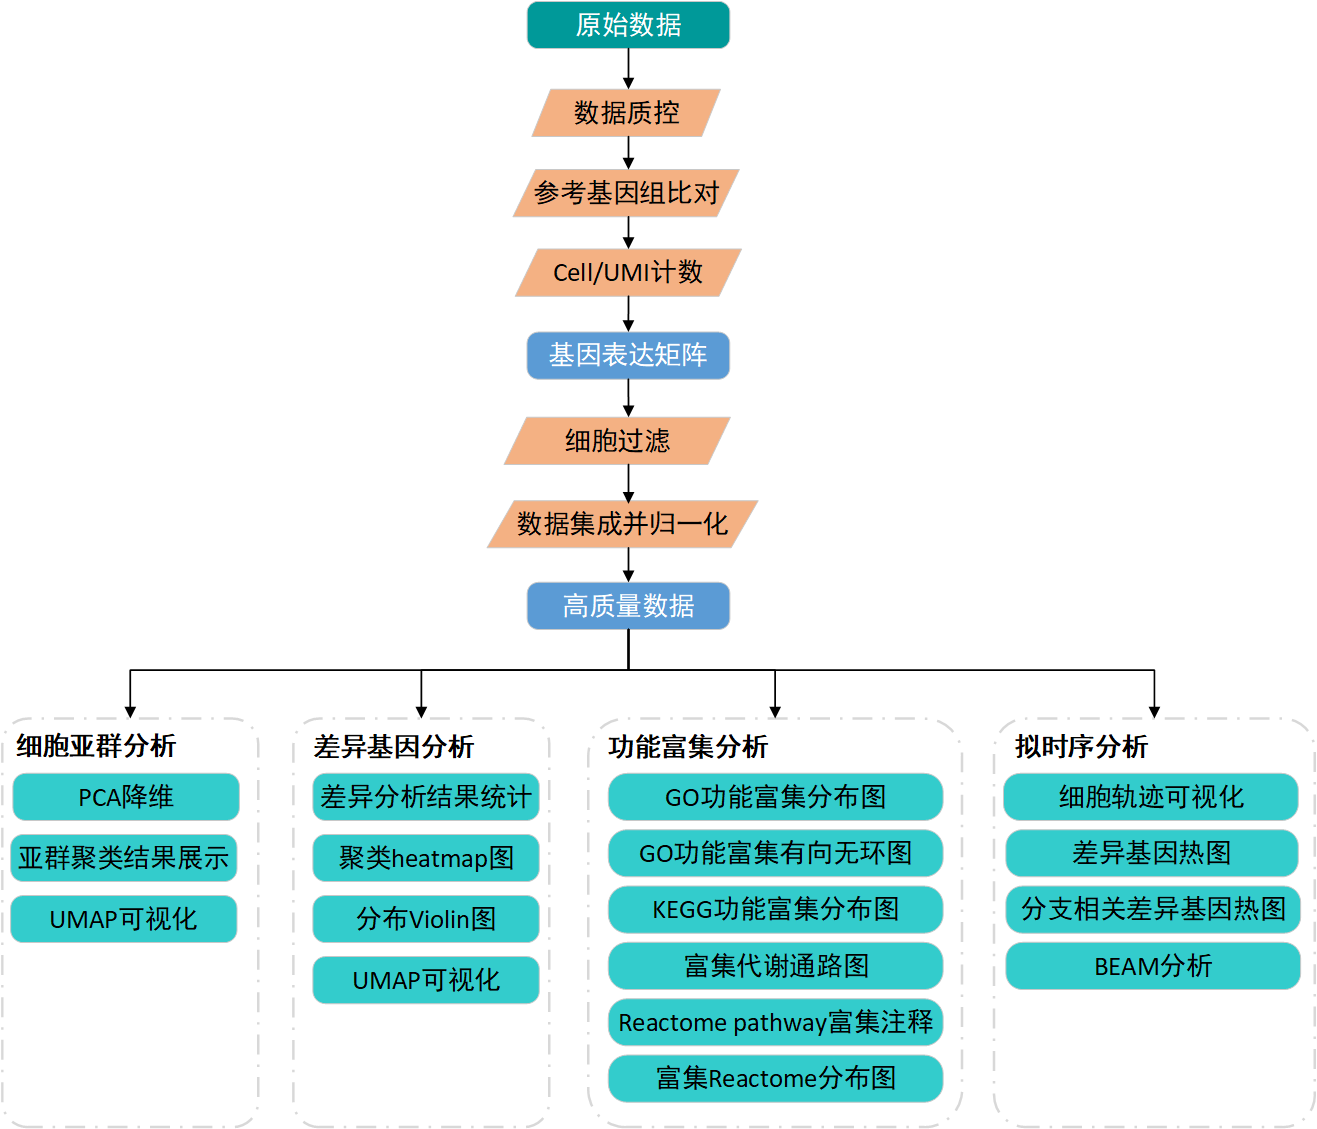 原始数据
数据质控
参考基因组比对
Cell/UMI计数
基因表达矩阵
细胞过滤
数据集成并归一化
高质量数据
细胞亚群分析
PCA降维
亚群聚类结果展示
UMAP可视化
差异基因分析
差异分析结果统计
聚类heatmap图
分布Violin图
UMAP可视化
功能富集分析
GO功能富集分布图
GO功能富集有向无环图
KEGG功能富集分布图
富集代谢通路图
Reactome pathway富集注释
富集Reactome分布图
拟时序分析
细胞轨迹可视化
差异基因热图
分支相关差异基因热图
BEAM分析